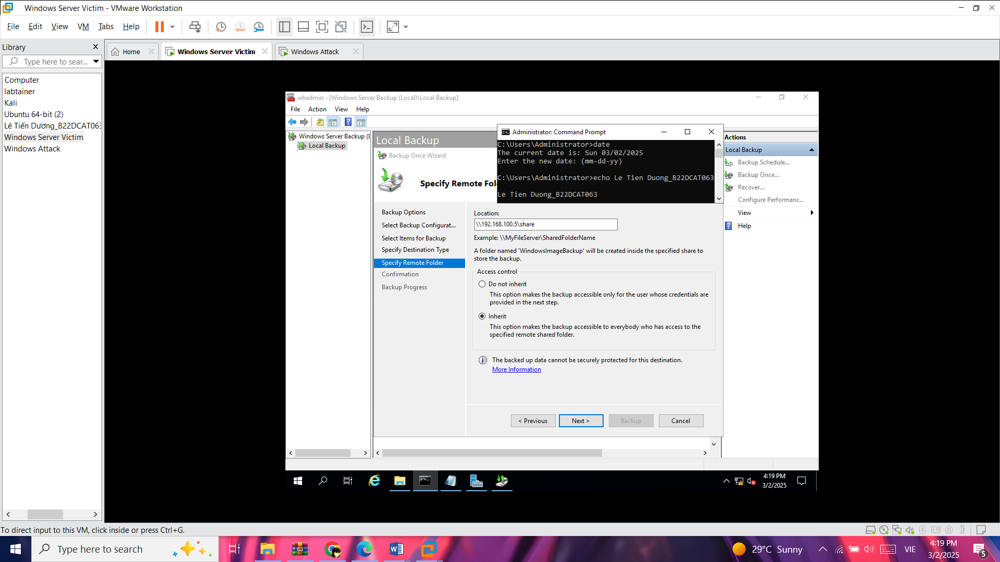 Windows Server Victim - VMware Workstation
File Edit View VM Tabs Help
Library
Type here to sear...
Home
Windows Server Victim
Windows Attack
Computer
labtainer
Kali
Ubuntu 64-bit (2)
Lê Tiến Dương_B22DCAT063
Windows Server Victim
Windows Attack
wbadmin - [Windows Server Backup (Local)\Local Backup]
File Action View Help
Windows Server Backup (L
Local Backup
Local Backup
Backup Once Wizard
Specify Remote Fol
Administrator: Command Prompt
C:\Users\Administrator>date
The current date is: Sun 03/02/2025
Enter the new date: (mm-dd-yy)
C:\Users\Administrator>echo Le Tien Duong_B22DCAT063
Le Tien Duong_B22DCAT063
Backup Options
Select Backup Configurat...
Select Items for Backup
Specify Destination Type
Specify Remote Folder
Confirmation
Backup Progress
Location:
\\192.168.100.5\share
Example: \\MyFileServer\SharedFolderName
A folder named 'WindowsImageBackup' will be created inside the specified share to
store the backup.
Access control
Do not inherit
This option makes the backup accessible only for the user whose credentials are
provided in the next step.
Inherit
This option makes the backup accessible to everybody who has access to the
specified remote shared folder.
The backed up data cannot be securely protected for this destination.
More Information
< Previous
Next >
Backup
Cancel
Actions
Local Backup
Backup Schedule...
Backup Once...
Recover...
Configure Performanc...
View
Help
4:19 PM
3/2/2025
To direct input to this VM, click inside or press Ctrl+G.
Type here to search
29°C Sunny
VIE
4:19 PM
3/2/2025
5